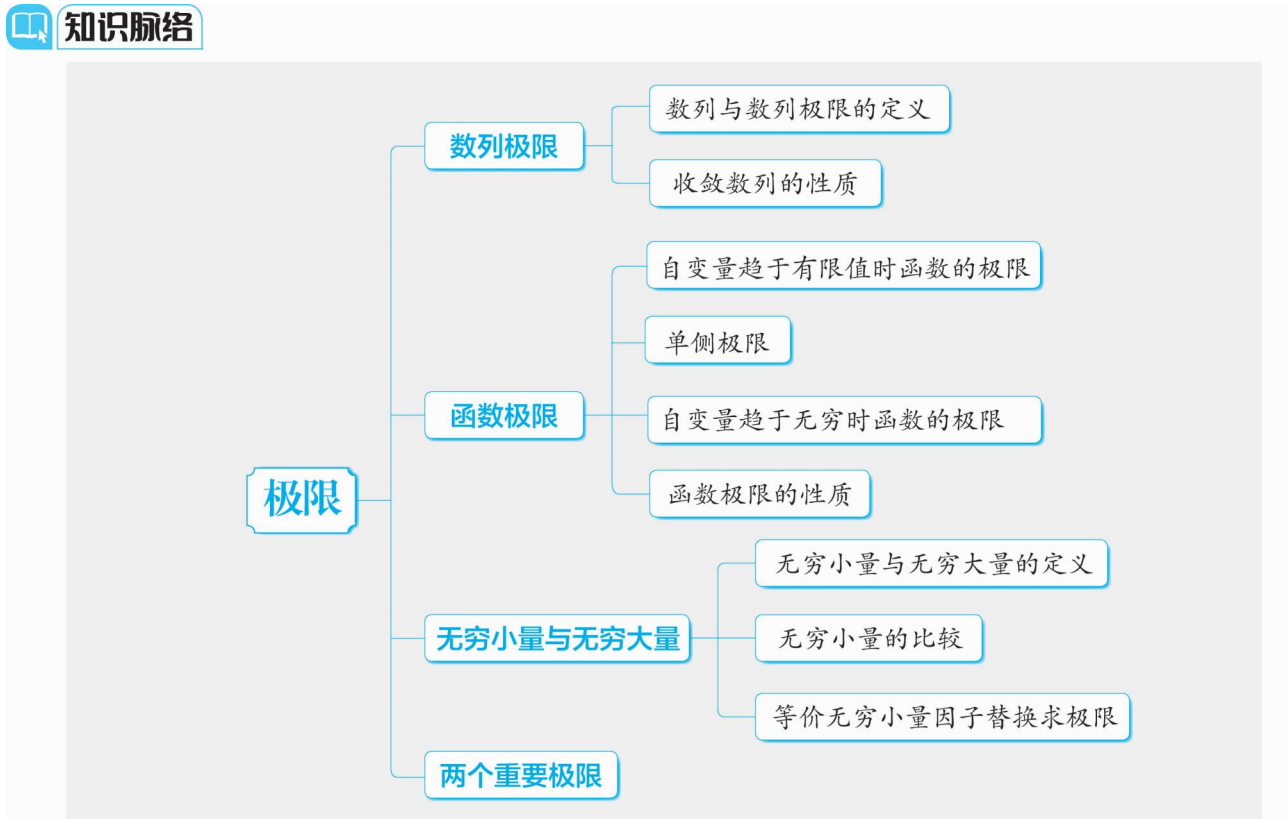 知识脉络
极限
数列极限
数列与数列极限的定义
收敛数列的性质
函数极限
自变量趋于有限值时函数的极限
单侧极限
自变量趋于无穷时函数的极限
函数极限的性质
无穷小量与无穷大量
无穷小量与无穷大量的定义
无穷小量的比较
等价无穷小量因子替换求极限
两个重要极限